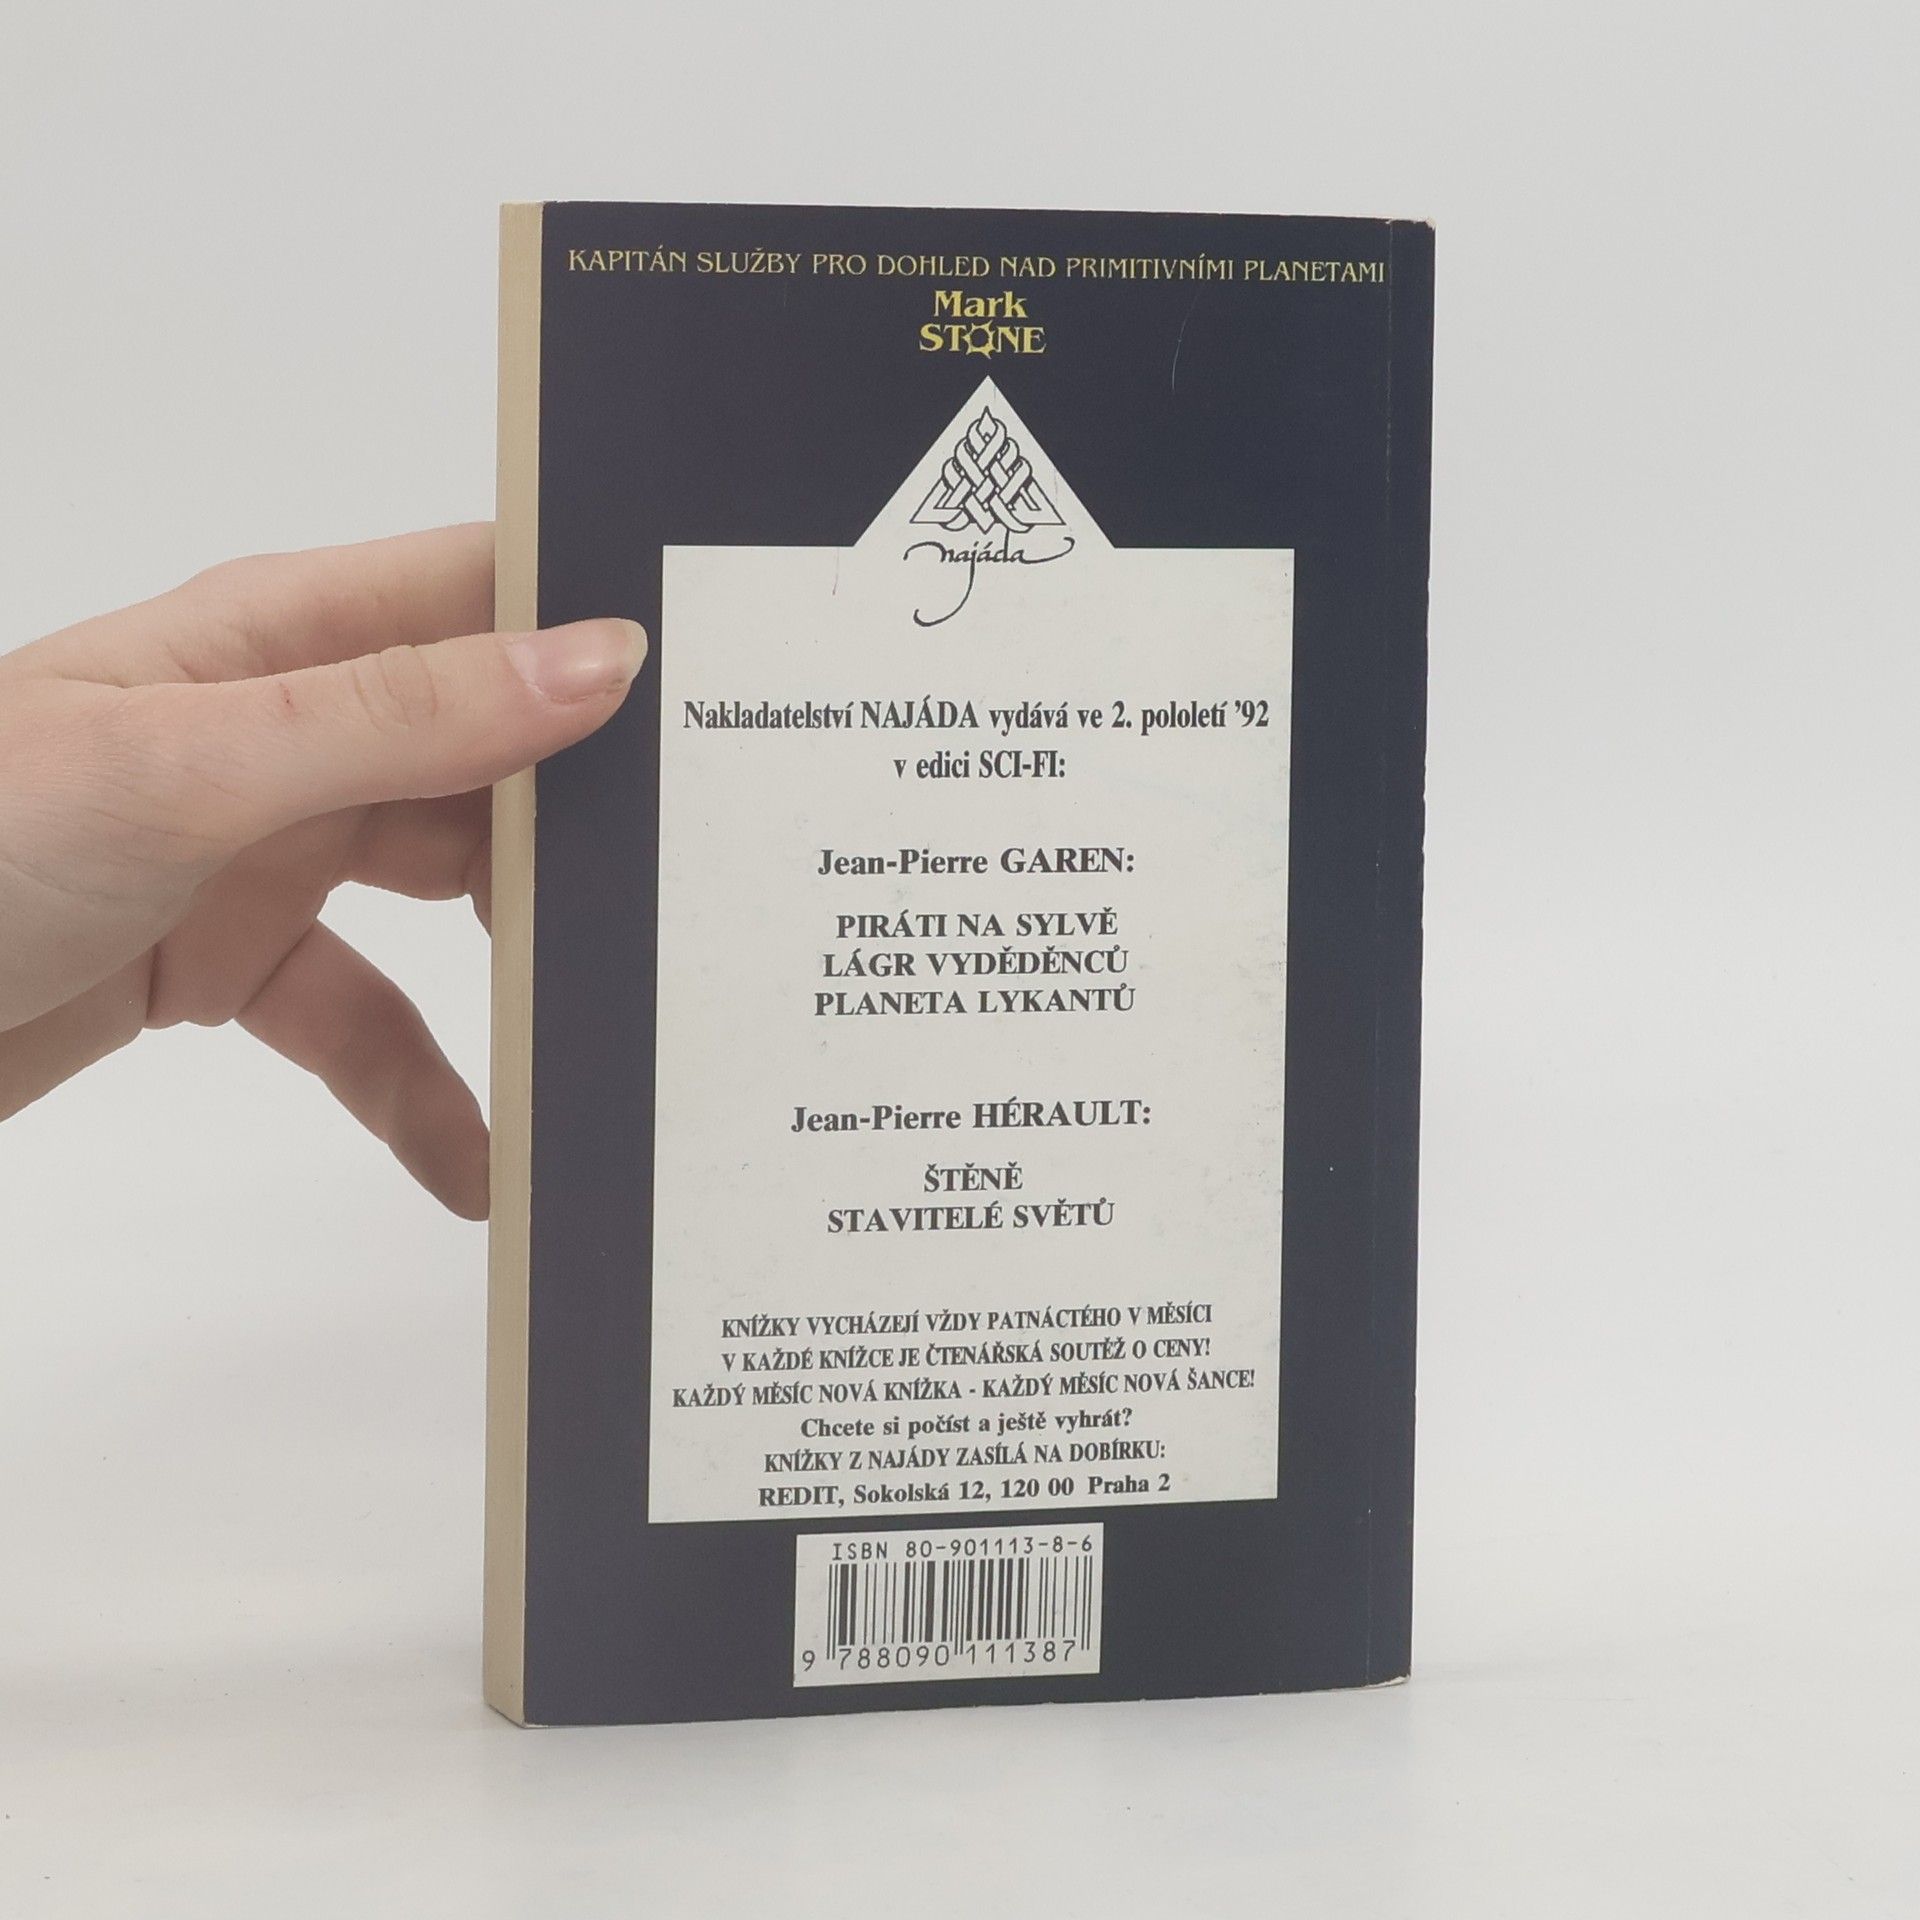 KAPITÁN SLUŽBY PRO DOHLED NAD PRIMITIVNÍMI PLANETAMI
Mark
STONE
najáda
Nakladatelství NAJÁDA vydává ve 2. pololetí ’92
v edici SCI-FI:
Jean-Pierre GAREN:
PIRÁTI NA SYLVĚ
LÁGR VYDĚDĚNCŮ
PLANETA LYKANTŮ
Jean-Pierre HÉRAULT:
ŠTĚNĚ
STAVITELÉ SVĚTŮ
KNÍŽKY VYCHÁZEJÍ VŽDY PATNÁCTÉHO V MĚSÍCI
V KAŽDÉ KNÍŽCE JE ČTENÁŘSKÁ SOUTĚŽ O CENY!
KAŽDÝ MĚSÍC NOVÁ KNÍŽKA - KAŽDÝ MĚSÍC NOVÁ ŠANCE!
Chcete si počíst a ještě vyhrát?
KNÍŽKY Z NAJÁDY ZASÍLÁ NA DOBÍRKU:
REDIT, Sokolská 12, 120 00 Praha 2
ISBN 80-901113-8-6
9 788090 111387